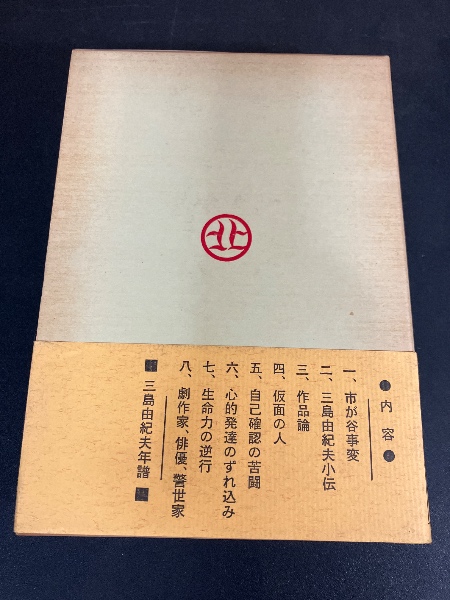 北
●内容●
一、市が谷事変
二、三島由紀夫小伝
三、作品論
四、仮面の人
五、自己確認の苦闘
六、心的発達のずれ込み
七、生命力の逆行
八、劇作家、俳優、警世家
■三島由紀夫年譜■